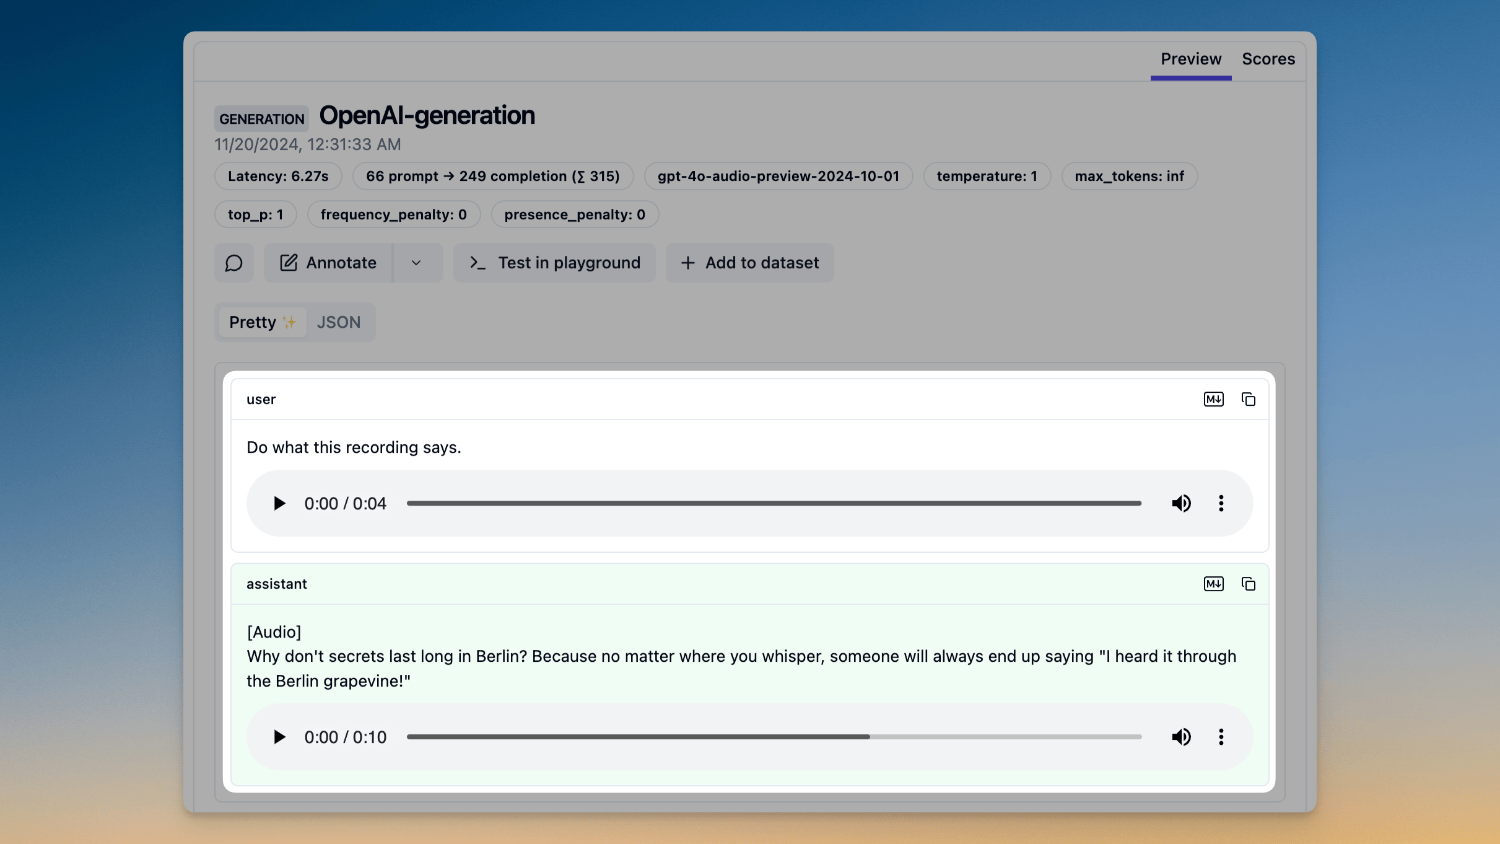 Preview Scores
GENERATION OpenAI-generation
11/20/2024, 12:31:33 AM
Latency: 6.27s 66 prompt → 249 completion (∑ 315) gpt-4o-audio-preview-2024-10-01 temperature: 1 max_tokens: inf
top_p: 1 frequency_penalty: 0 presence_penalty: 0
Annotate Test in playground + Add to dataset
Pretty ✨ JSON
user M↓
Do what this recording says.
0:00 / 0:04
assistant M↓
[Audio]
Why don't secrets last long in Berlin? Because no matter where you whisper, someone will always end up saying "I heard it through
the Berlin grapevine!"
0:00 / 0:10